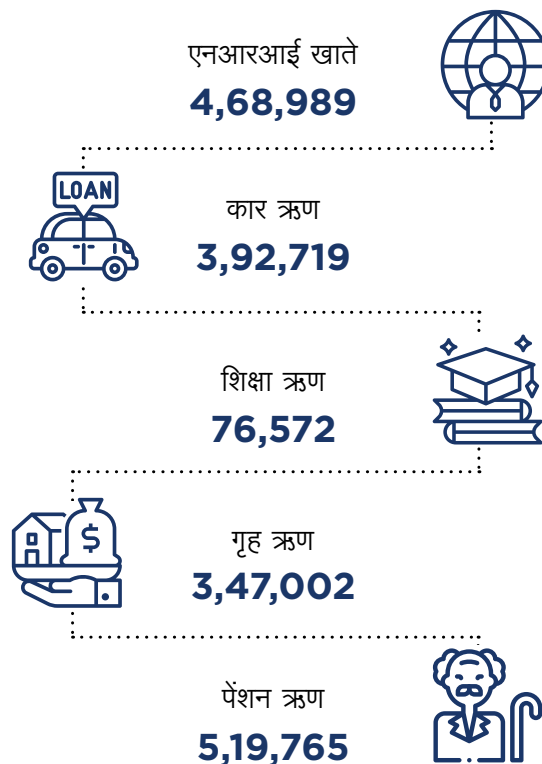 एनआरआई खाते
4,68,989
LOAN
कार ऋण
3,92,719
शिक्षा ऋण
76,572
$
गृह ऋण
3,47,002
पेंशन ऋण
5,19,765